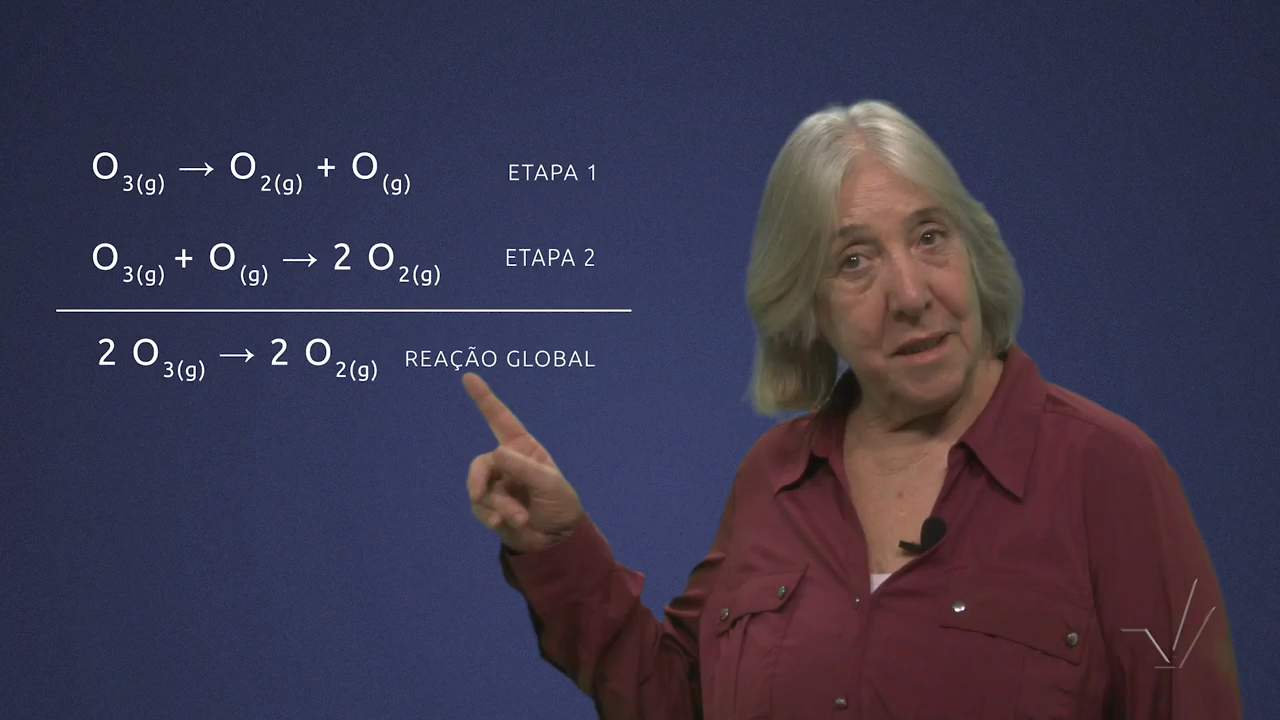 O₃(g) → O₂(g) + O(g) ETAPA 1
O₃(g) + O(g) → 2 O₂(g) ETAPA 2
2 O₃(g) → 2 O₂(g) REAÇÃO GLOBAL